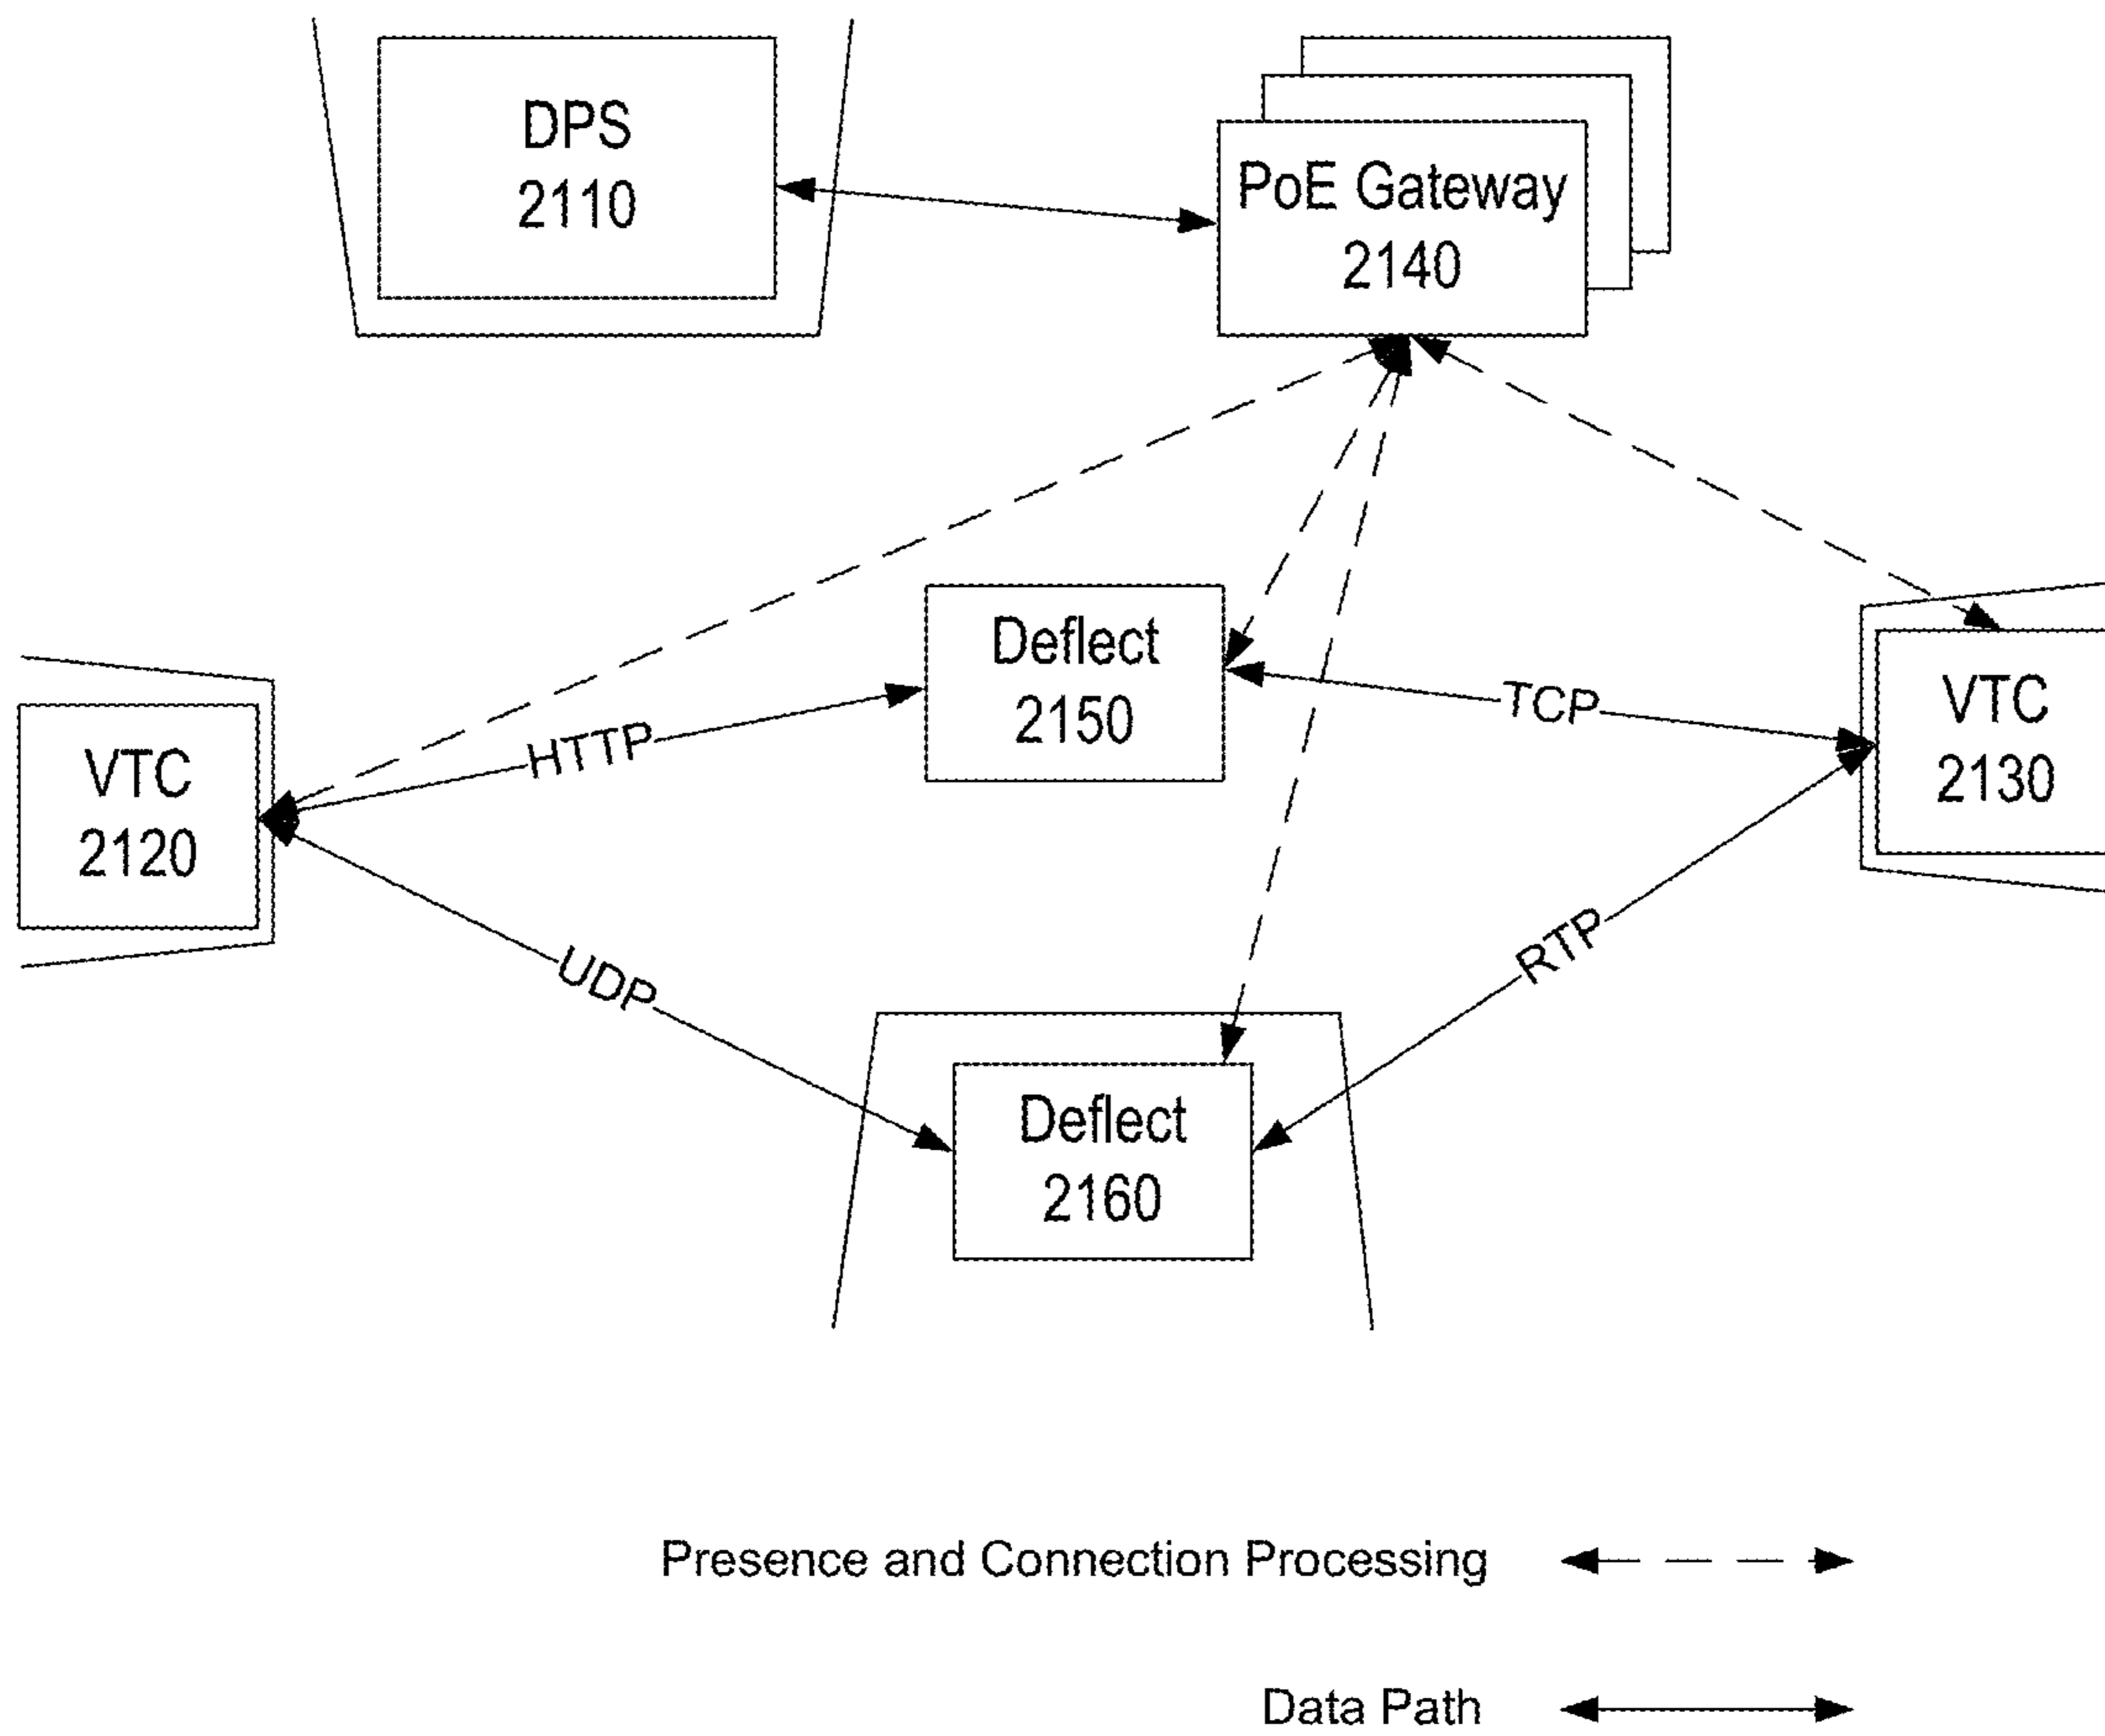 DPS
2110
PoE Gateway
2140
Deflect
2150
TCP
VTC
2130
HTTP
VTC
2120
UDP
RTP
Deflect
2160
Presence and Connection Processing
Data Path